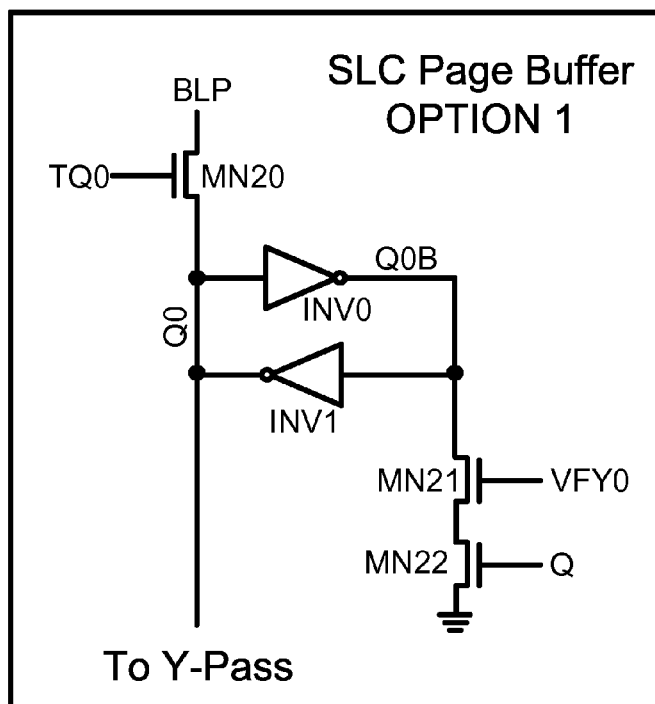 SLC Page Buffer
OPTION 1
BLP
TQ0
MN20
Q0B
INV0
Q0
INV1
MN21
VFY0
MN22
Q
To Y-Pass